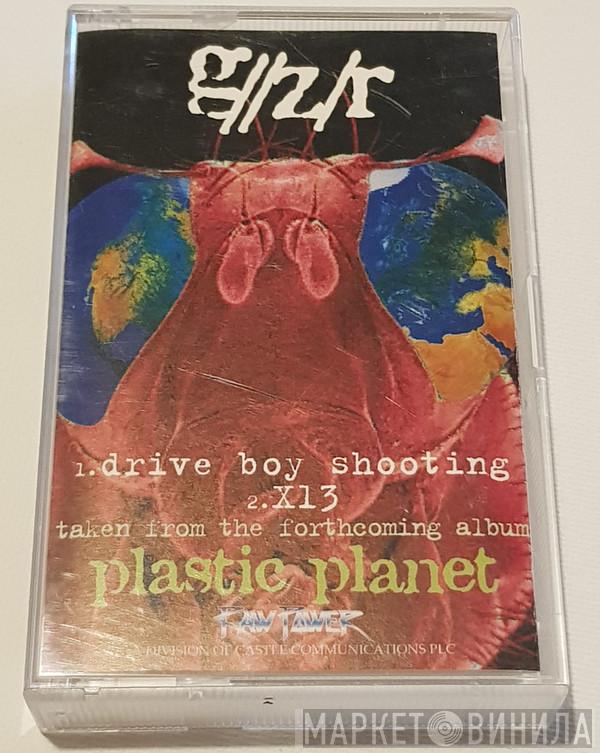 g//z/r
1.drive boy shooting
2.X13
taken from the forthcoming album
plastic planet
RAW POWER
A DIVISION OF CASTLE COMMUNICATIONS PLC
МАРКЕТ ВИНИЛА